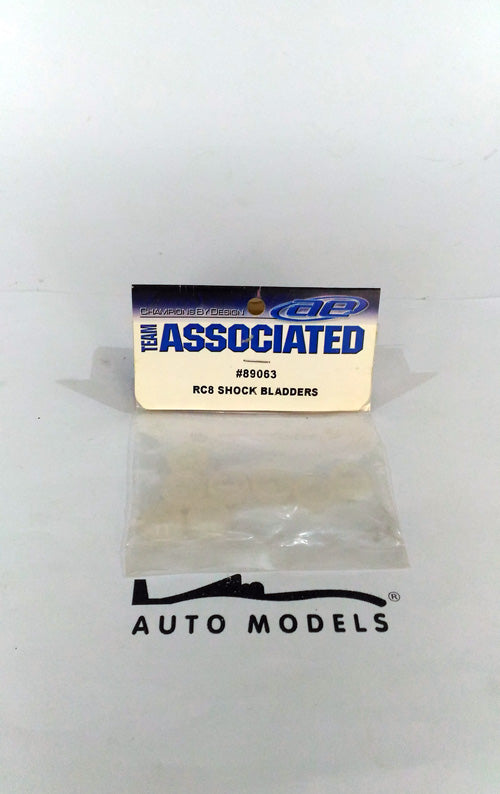 CHAMPIONS BY DESIGN ae
TEAM ASSOCIATED
#89063
RC8 SHOCK BLADDERS
®
AUTO MODELS